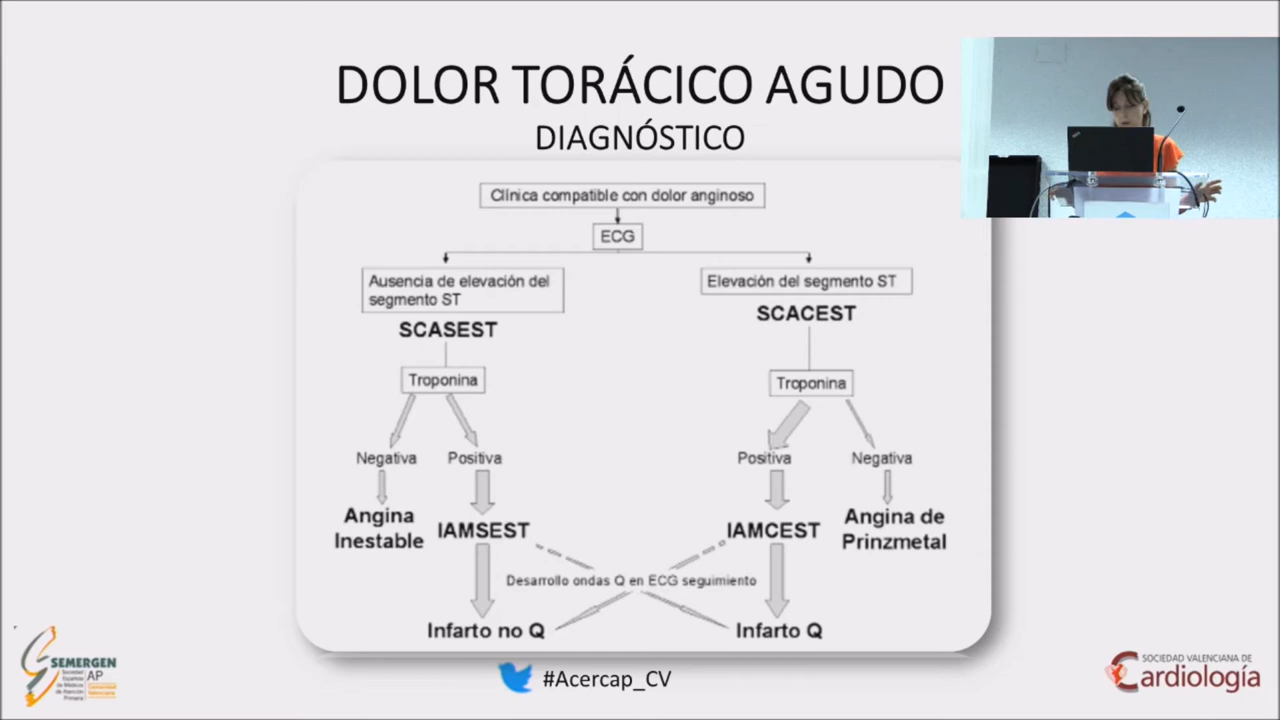 DOLOR TORÁCICO AGUDO
DIAGNÓSTICO
Clínica compatible con dolor anginoso
ECG
Ausencia de elevación del
segmento ST
SCASEST
Troponina
Negativa
Positiva
Angina
Inestable
IAMSEST
Elevación del segmento ST
SCACEST
Troponina
Positiva
Negativa
IAMCEST
Angina de
Prinzmetal
Desarrollo ondas Q en ECG seguimiento
Infarto no Q
Infarto Q
SEMERGEN
AP
Sociedad
Española
de Médicos
de Atención
Primaria
Comunidad
Valenciana
#Acercap_CV
SOCIEDAD VALENCIANA DE
Cardiología